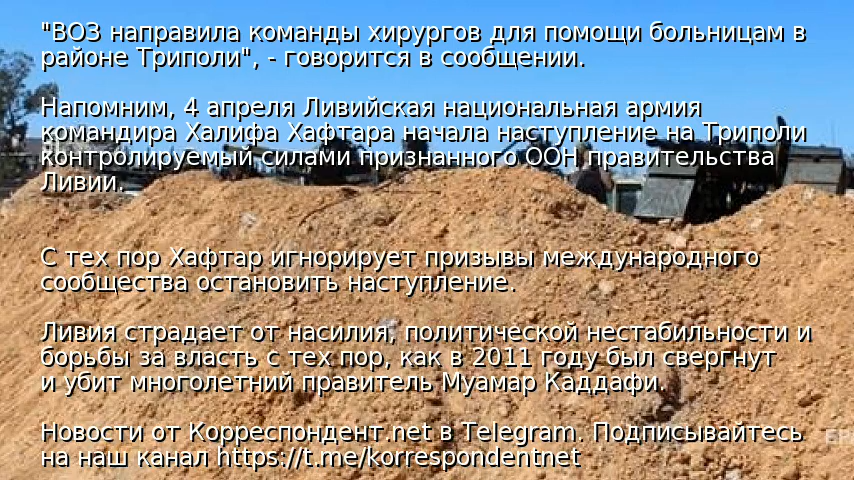 "ВОЗ направила команды хирургов для помощи больницам в
районе Триполи", - говорится в сообщении.
Напомним, 4 апреля Ливийская национальная армия
командира Халифа Хафтара начала наступление на Триполи
контролируемый силами признанного ООН правительства
Ливии.
С тех пор Хафтар игнорирует призывы международного
сообщества остановить наступление.
Ливия страдает от насилия, политической нестабильности и
борьбы за власть с тех пор, как в 2011 году был свергнут
и убит многолетний правитель Муамар Каддафи.
Новости от Корреспондент.net в Telegram. Подписывайтесь
на наш канал https://t.me/korrespondentnet